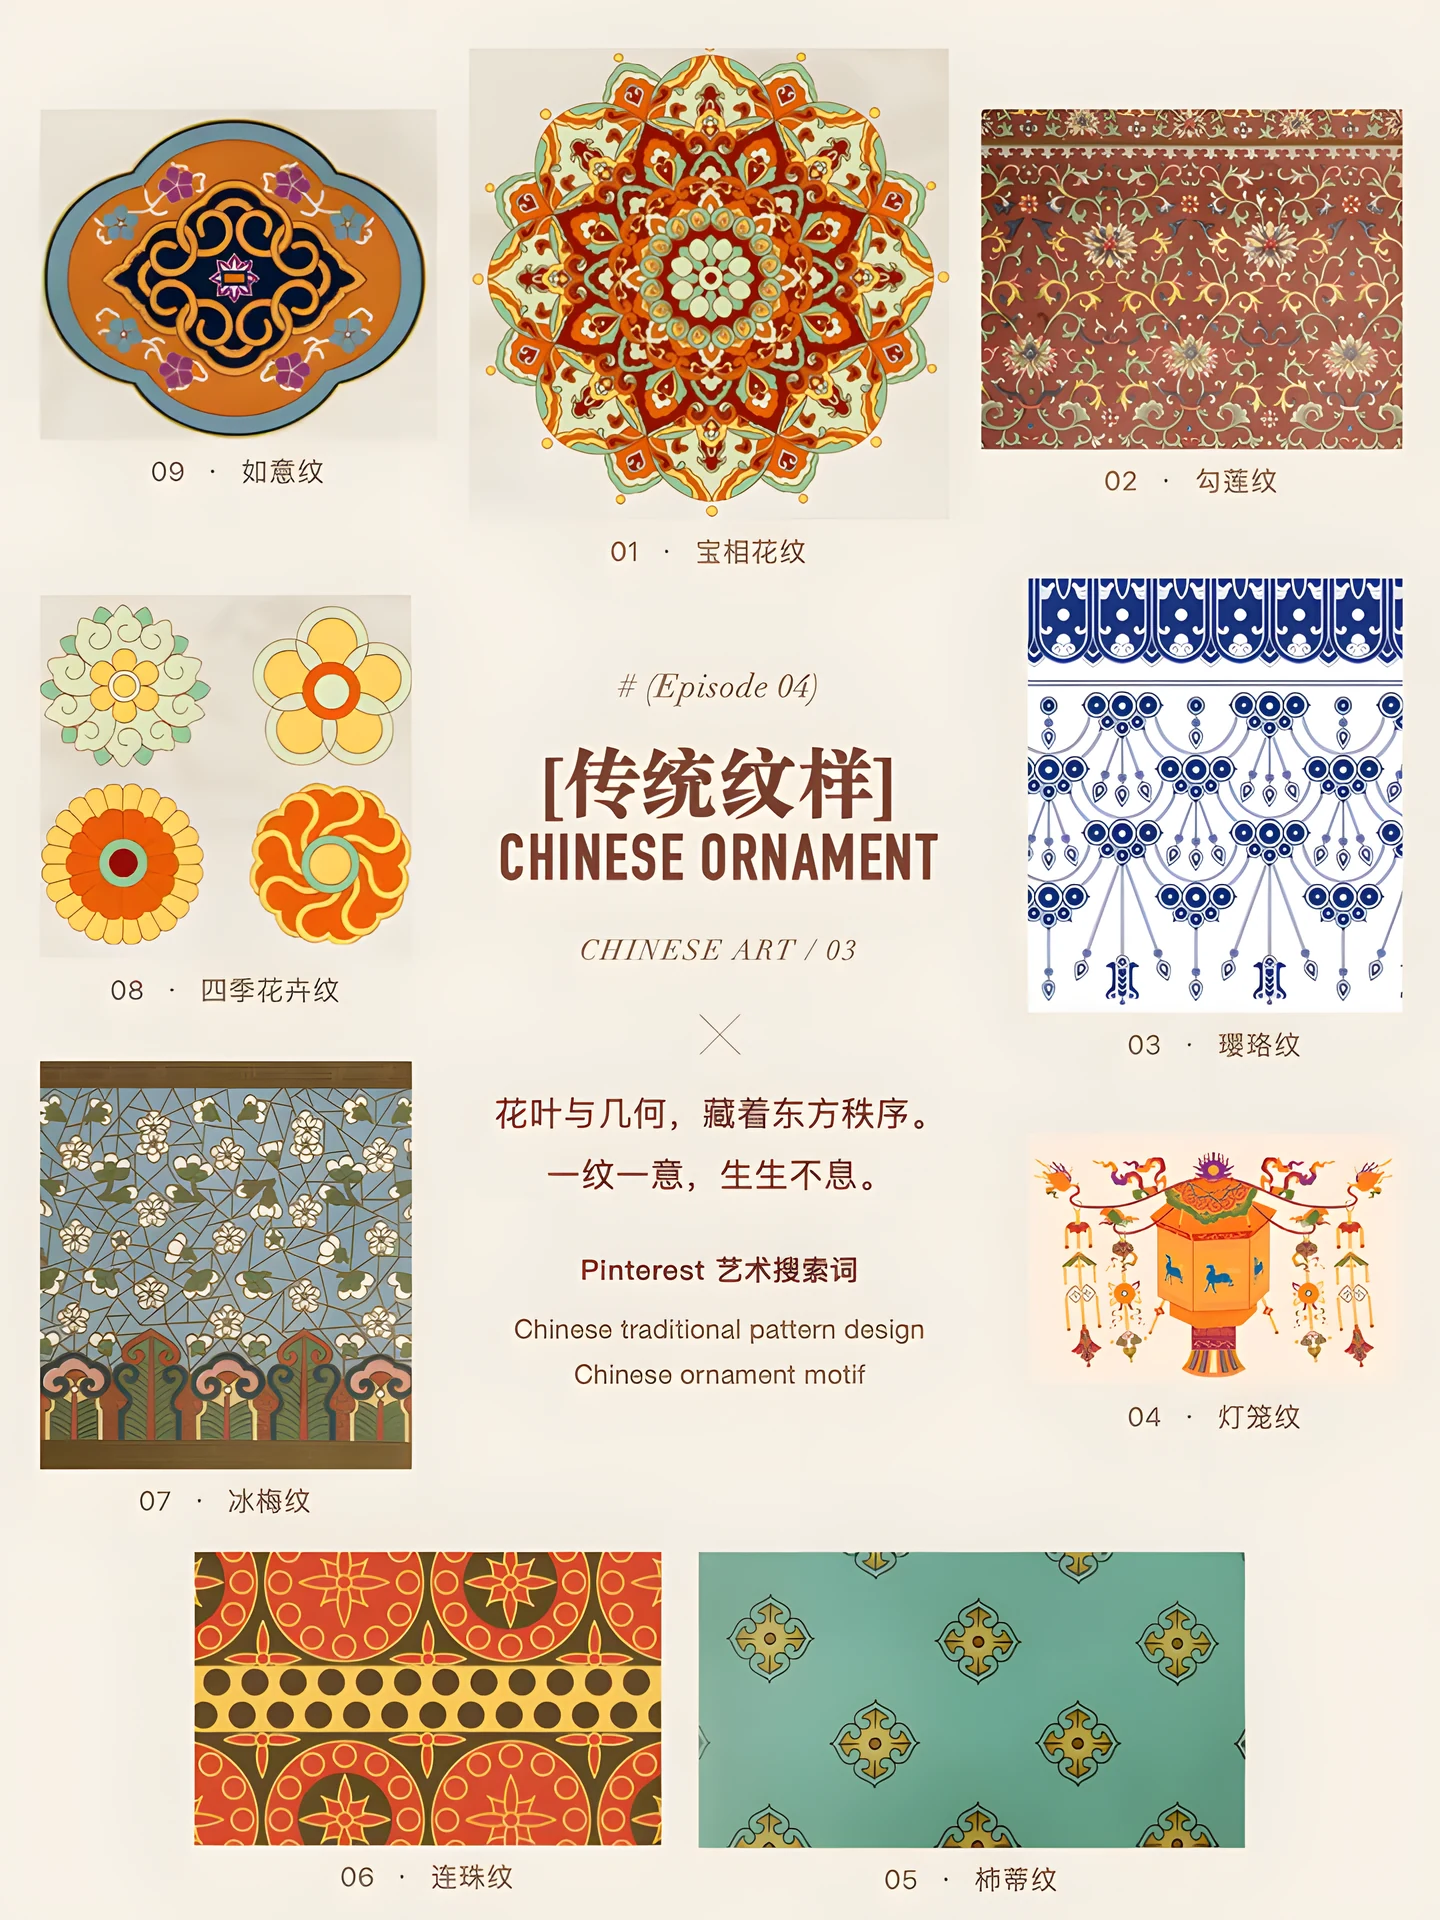 09 · 如意纹
01 · 宝相花纹
02 · 勾莲纹
# (Episode 04)
[传统纹样]
CHINESE ORNAMENT
CHINESE ART / 03
08 · 四季花卉纹
03 · 璎珞纹
花叶与几何，藏着东方秩序。
一纹一意，生生不息。
Pinterest 艺术搜索词
Chinese traditional pattern design
Chinese ornament motif
04 · 灯笼纹
07 · 冰梅纹
06 · 连珠纹
05 · 柿蒂纹